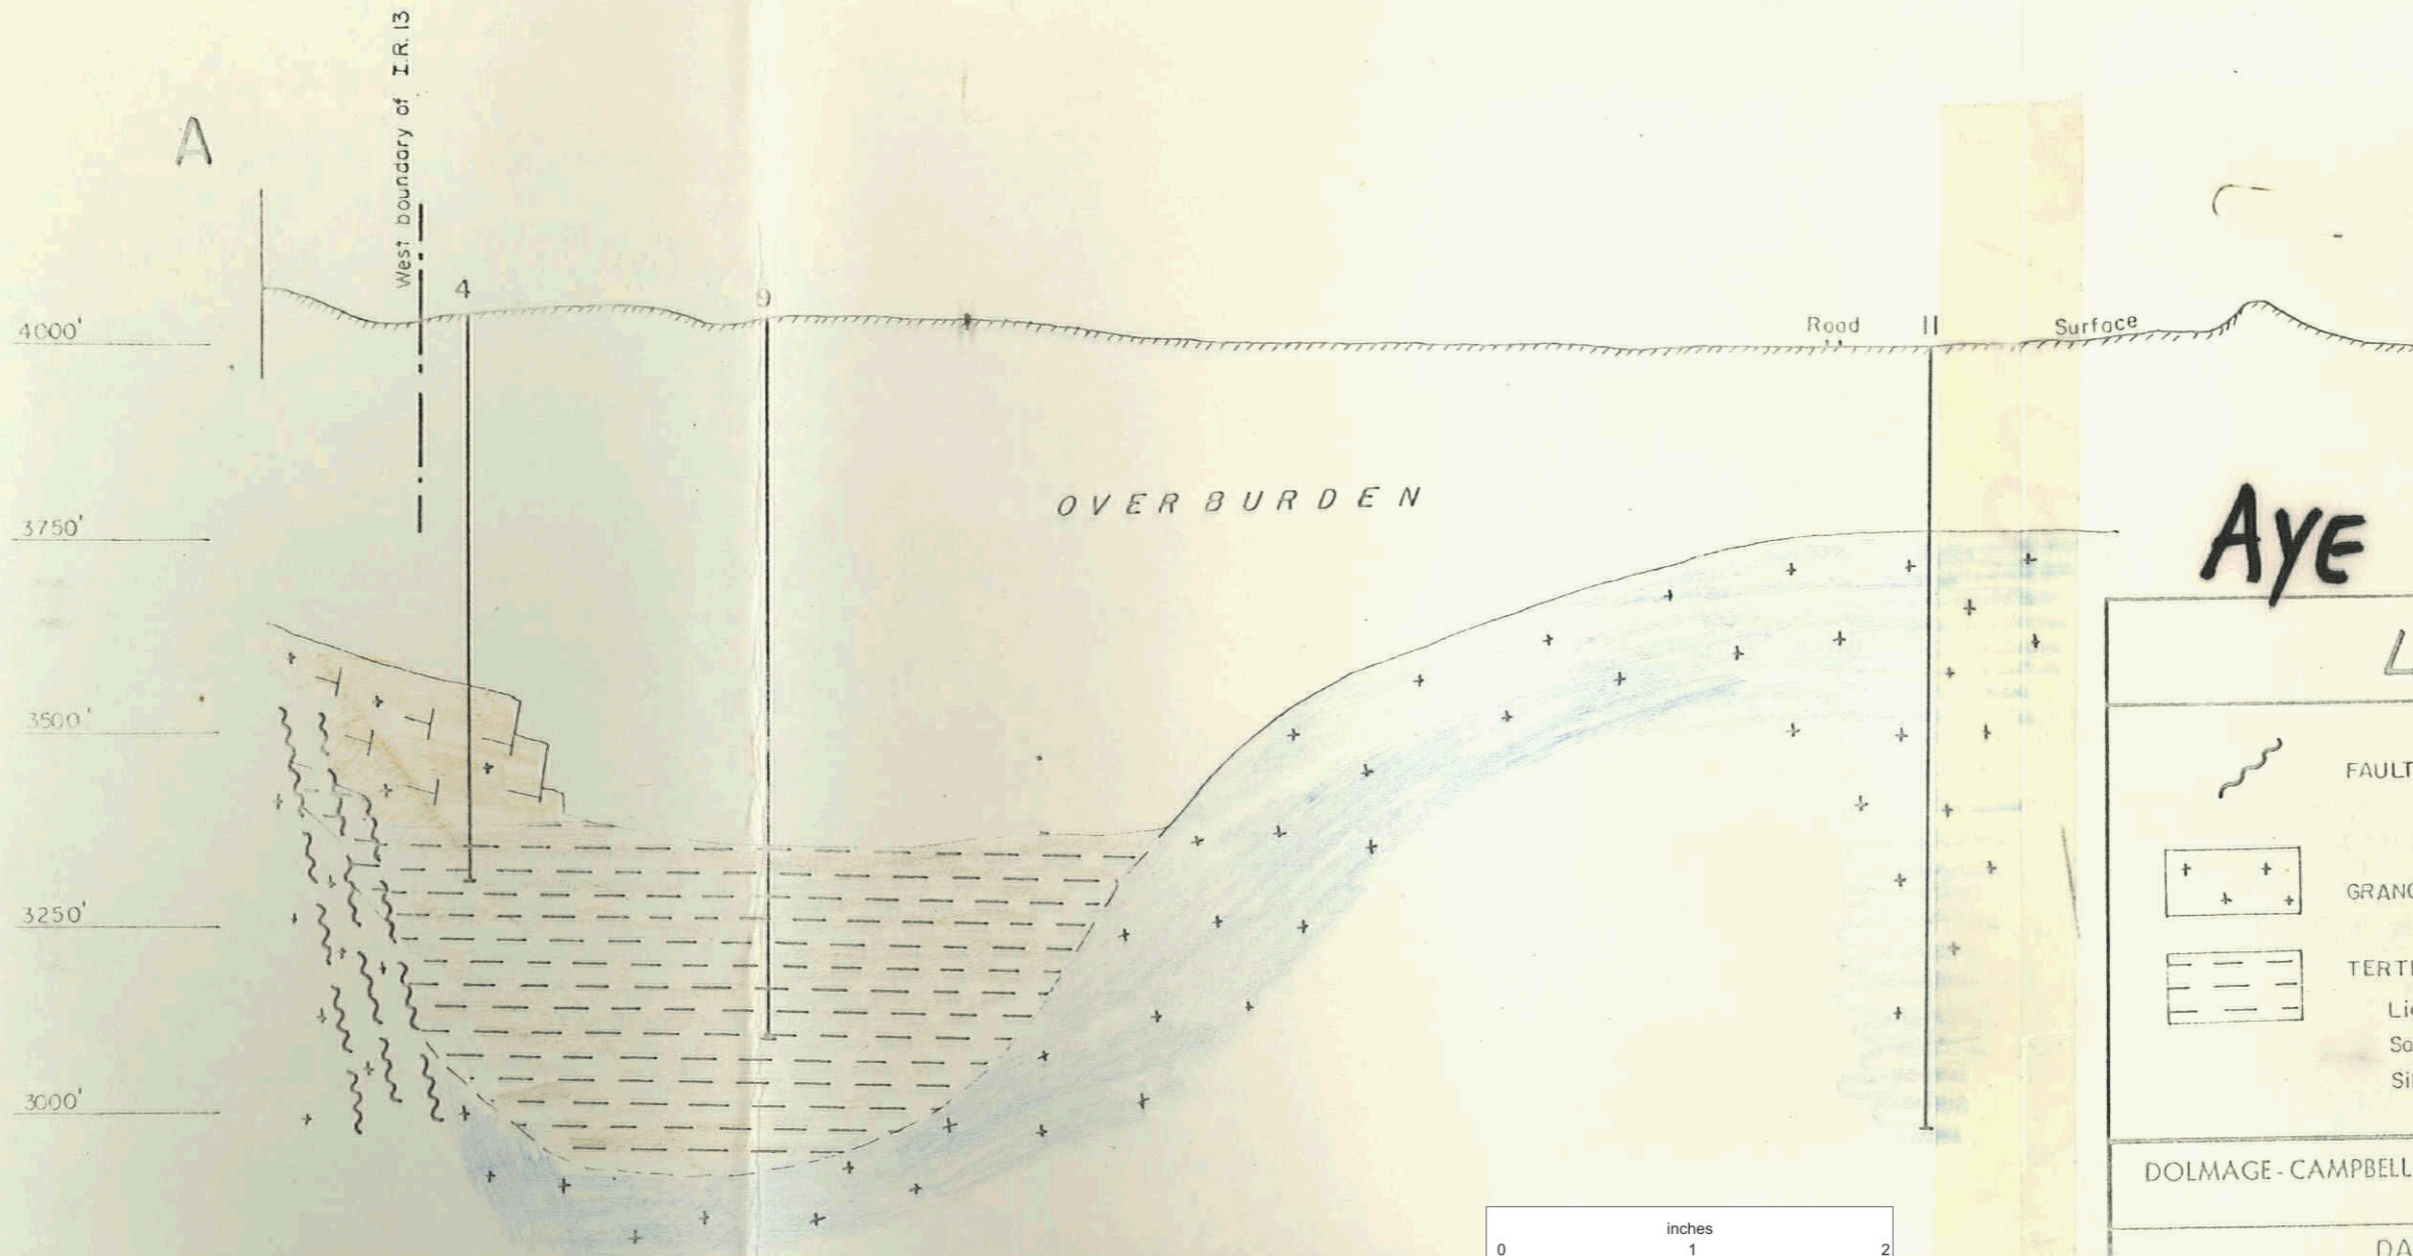 West boundary of I.R. 13
A
4
9
Road
11
Surface
4000'
3750'
3500'
3250'
3000'
OVERBURDEN
AYE
FAULT
GRANO
TERTI
DOLMAGE - CAMPBELL
inches
0 1 2